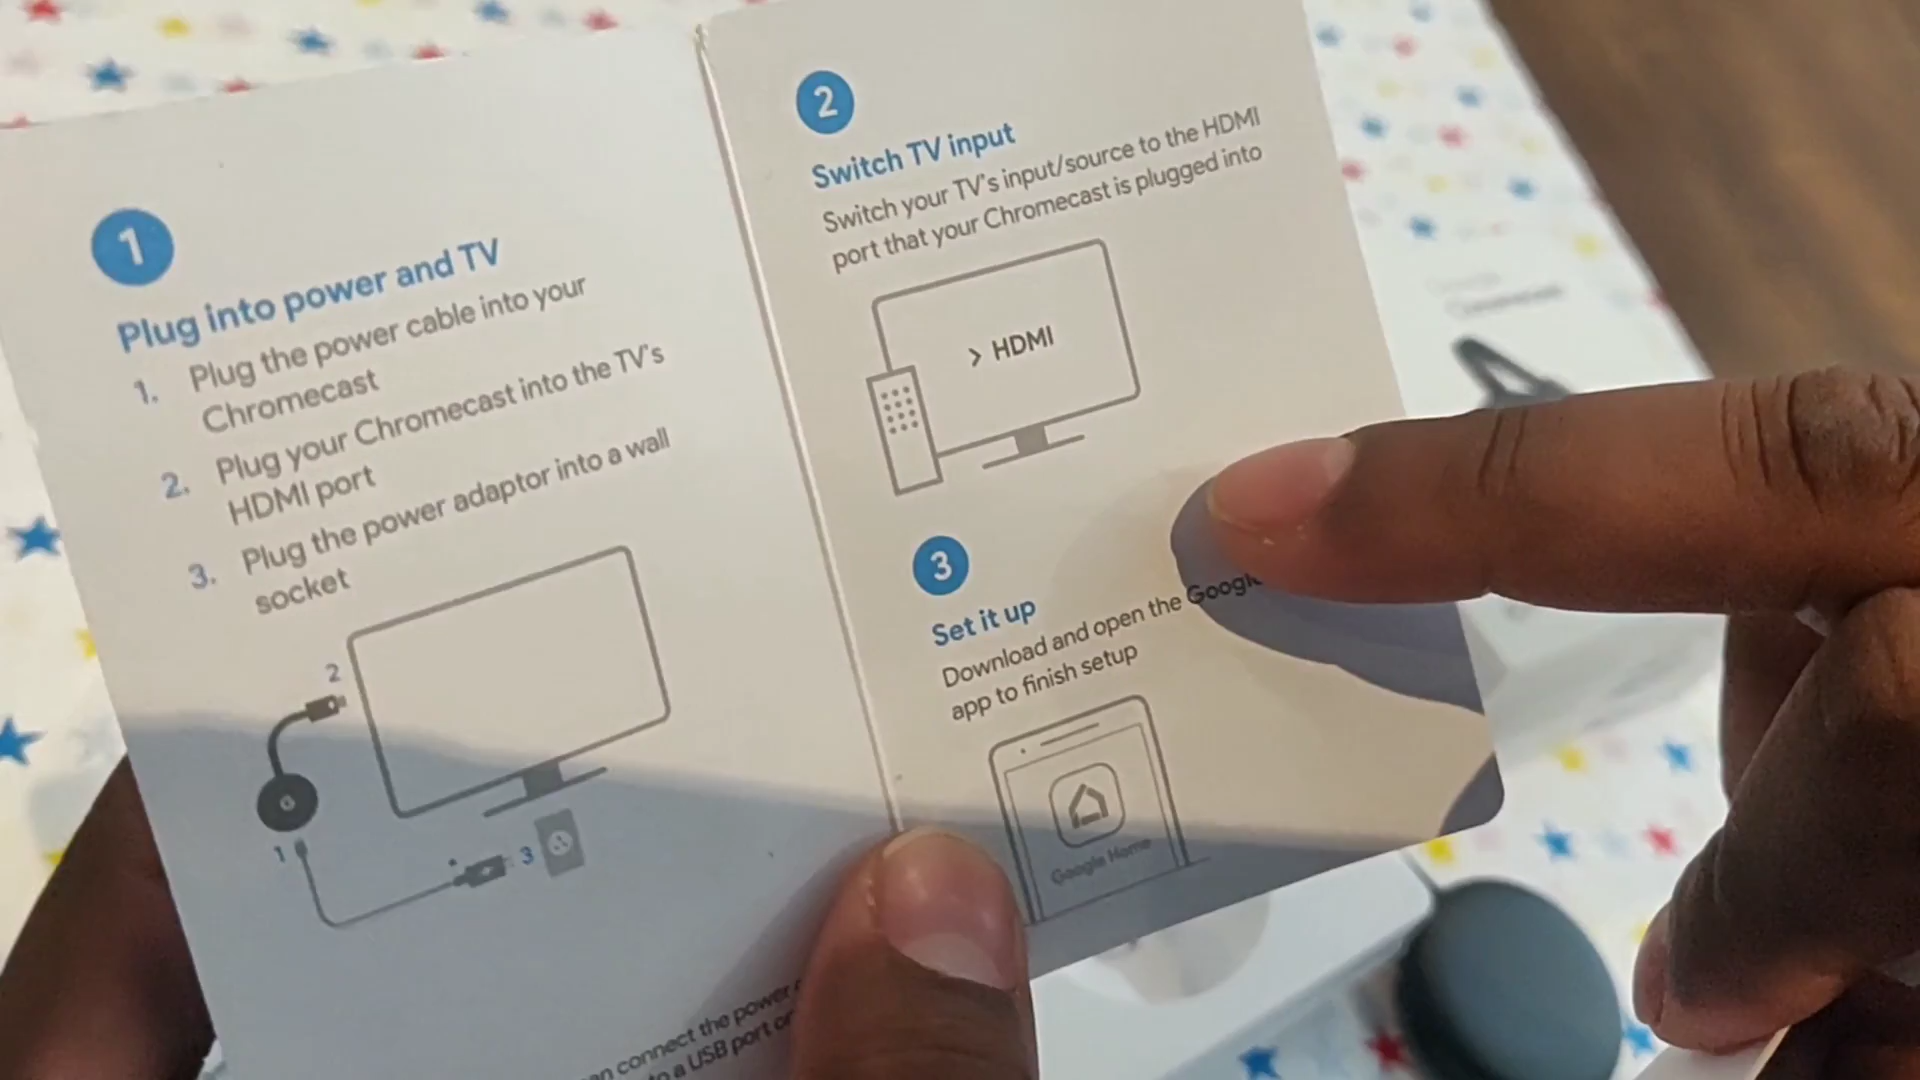 1
Plug into power and TV
1. Plug the power cable into your
Chromecast
2. Plug your Chromecast into the TV's
HDMI port
3. Plug the power adaptor into a wall
socket
2
1
3
connect the power
to a USB port or
2
Switch TV input
Switch your TV's input/source to the HDMI
port that your Chromecast is plugged into
> HDMI
3
Set it up
Download and open the Google
app to finish setup
Google Home